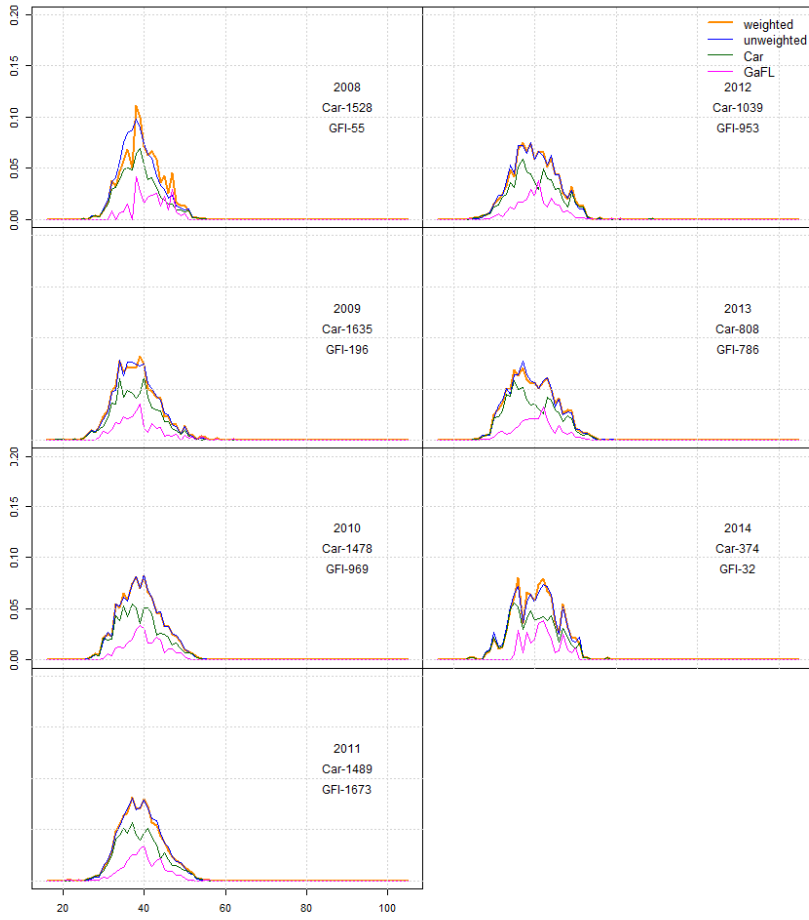 0.20
0.15
0.10
0.05
0.00
2008
Car-1528
GFI-55
weighted
unweighted
Car
GaFL
2012
Car-1039
GFI-953
2009
Car-1635
GFI-196
2013
Car-808
GFI-786
0.20
0.15
0.10
0.05
0.00
2010
Car-1478
GFI-969
2014
Car-374
GFI-32
2011
Car-1489
GFI-1673
20 40 60 80 100